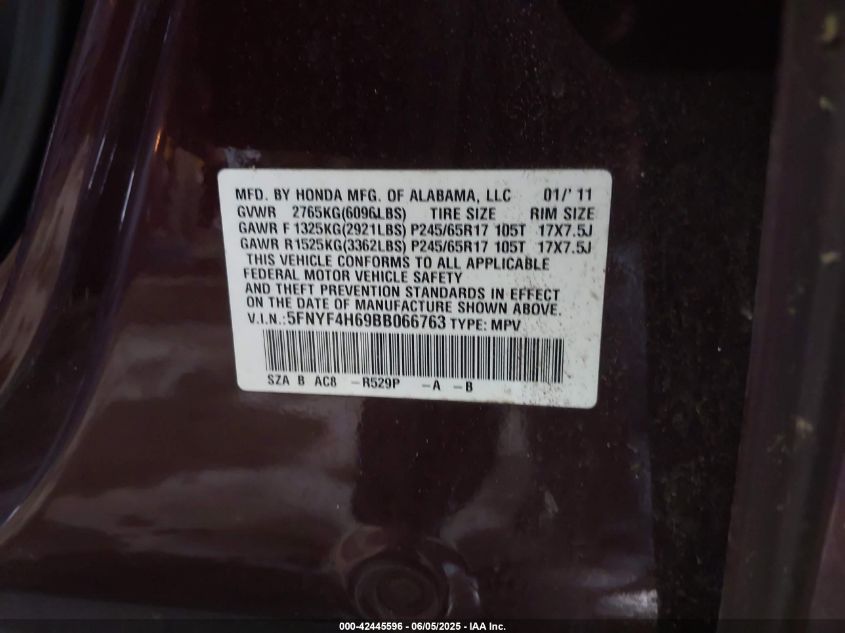 MFD. BY HONDA MFG. OF ALABAMA, LLC 01/'11
GVWR 2765KG(6096LBS) TIRE SIZE RIM SIZE
GAWR F 1325KG(2921LBS) P245/65R17 105T 17X7.5J
GAWR R1525KG(3362LBS) P245/65R17 105T 17X7.5J
THIS VEHICLE CONFORMS TO ALL APPLICABLE
FEDERAL MOTOR VEHICLE SAFETY
AND THEFT PREVENTION STANDARDS IN EFFECT
ON THE DATE OF MANUFACTURE SHOWN ABOVE.
V.I.N.:5FNYF4H69BB066763 TYPE: MPV
SZA B AC8 -R529P -A -B
000-42445596 - 06/05/2025 - IAA Inc.